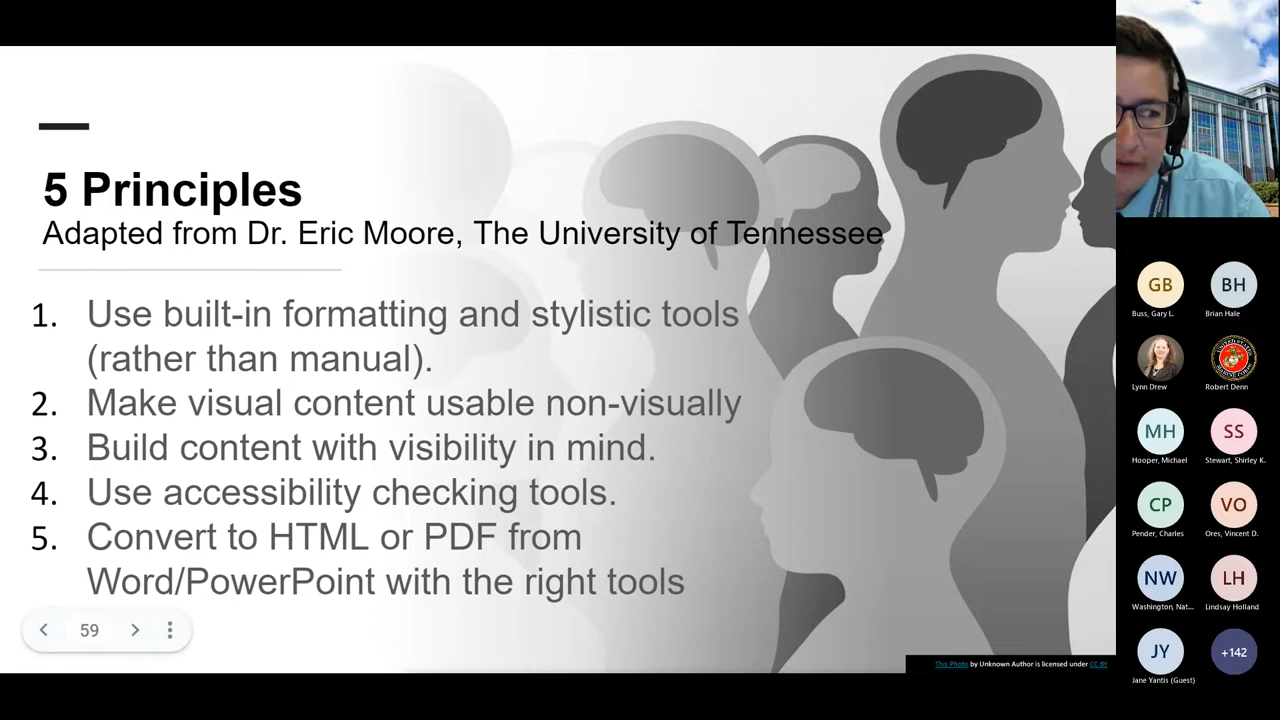 5 Principles
Adapted from Dr. Eric Moore, The University of Tennessee
1. Use built-in formatting and stylistic tools
(rather than manual).
2. Make visual content usable non-visually
3. Build content with visibility in mind.
4. Use accessibility checking tools.
5. Convert to HTML or PDF from
Word/PowerPoint with the right tools
59
This Photo by Unknown Author is licensed under CC BY
GB BH
Buss, Gary L. Brian Hale
Lynn Drew Robert Denn
MH SS
Hooper, Michael Stewart, Shirley K.
CP VO
Pender, Charles Ores, Vincent D.
NW LH
Washington, Nat... Lindsay Holland
JY +142
Jane Yantis (Guest)